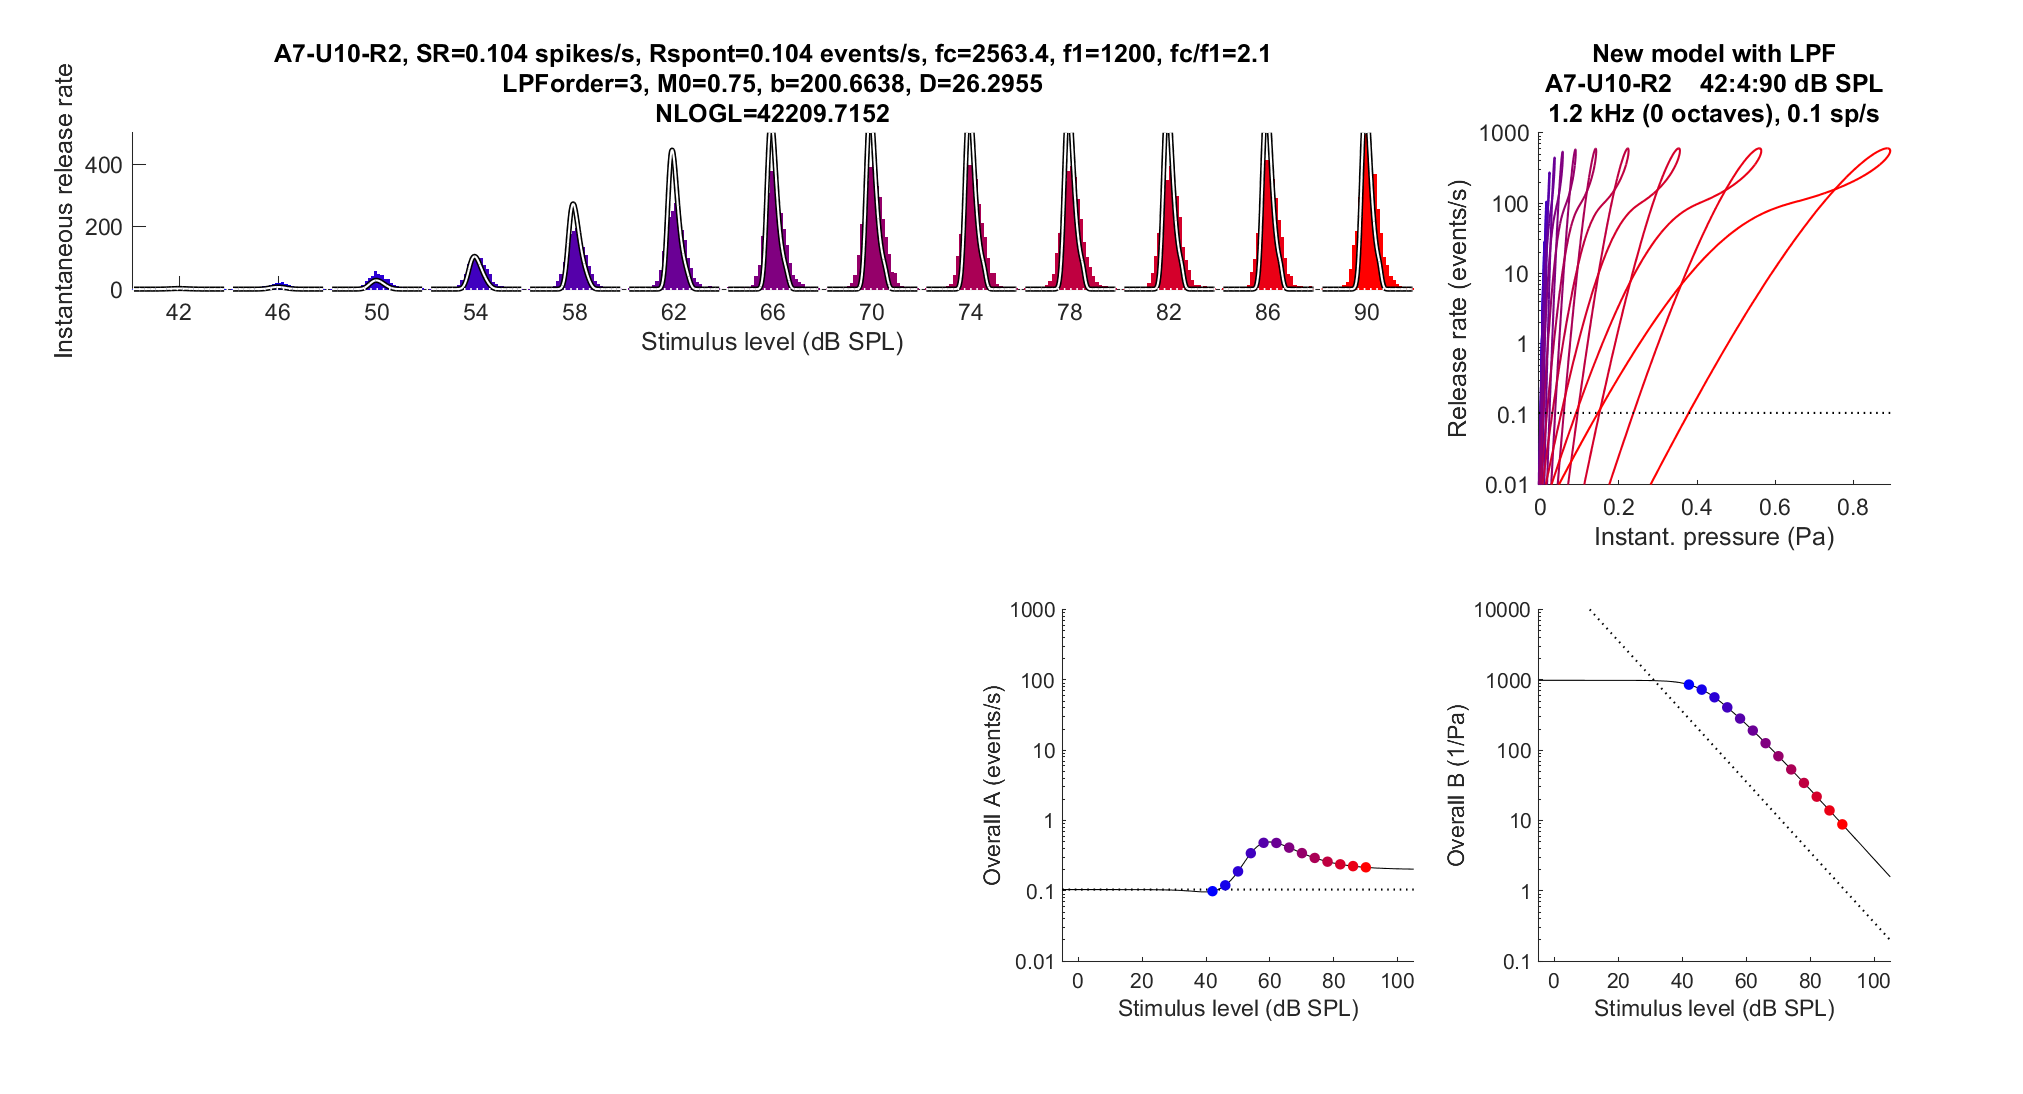 A7-U10-R2, SR=0.104 spikes/s, Rspont=0.104 events/s, fc=2563.4, f1=1200, fc/f1=2.1
LPForder=3, M0=0.75, b=200.6638, D=26.2955
NLOGL=42209.7152
Instantaneous release rate
400
200
0
42 46 50 54 58 62 66 70 74 78 82 86 90
Stimulus level (dB SPL)
New model with LPF
A7-U10-R2 42:4:90 dB SPL
1.2 kHz (0 octaves), 0.1 sp/s
Release rate (events/s)
1000
100
10
1
0.1
0.01
0 0.2 0.4 0.6 0.8
Instant. pressure (Pa)
Overall A (events/s)
1000
100
10
1
0.1
0.01
0 20 40 60 80 100
Stimulus level (dB SPL)
Overall B (1/Pa)
10000
1000
100
10
1
0.1
0 20 40 60 80 100
Stimulus level (dB SPL)